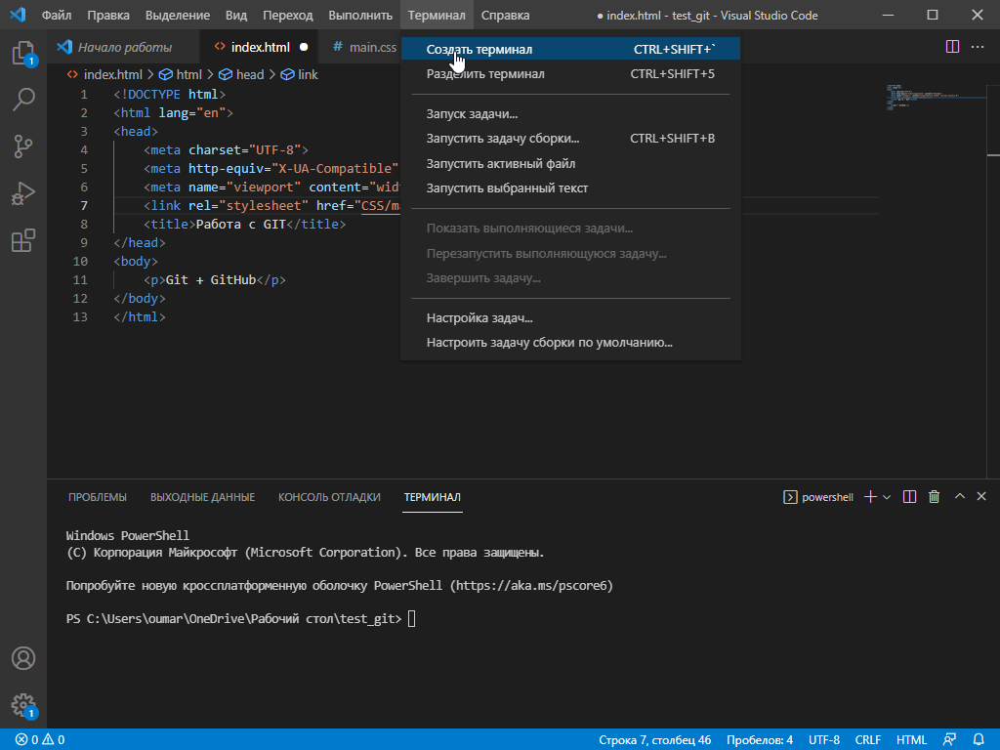 Файл Правка Выделение Вид Переход Выполнить Терминал Справка ● index.html - test_git - Visual Studio Code
Начало работы <> index.html ● # main.css
<> index.html > html > head > link
1 <!DOCTYPE html>
2 <html lang="en">
3 <head>
4 <meta charset="UTF-8">
5 <meta http-equiv="X-UA-Compatible"
6 <meta name="viewport" content="wid
7 <link rel="stylesheet" href="CSS/m
8 <title>Работа с GIT</title>
9 </head>
10 <body>
11 <p>Git + GitHub</p>
12 </body>
13 </html>
Создать терминал CTRL+SHIFT+`
Разделить терминал CTRL+SHIFT+5
Запуск задачи...
Запустить задачу сборки... CTRL+SHIFT+B
Запустить активный файл
Запустить выбранный текст
Показать выполняющиеся задачи...
Перезапустить выполняющуюся задачу...
Завершить задачу...
Настройка задач...
Настроить задачу сборки по умолчанию...
1
ПРОБЛЕМЫ ВЫХОДНЫЕ ДАННЫЕ КОНСОЛЬ ОТЛАДКИ ТЕРМИНАЛ powershell
Windows PowerShell
(C) Корпорация Майкрософт (Microsoft Corporation). Все права защищены.
Попробуйте новую кроссплатформенную оболочку PowerShell (https://aka.ms/pscore6)
PS C:\Users\oumar\OneDrive\Рабочий стол\test_git>
1
0 0 Строка 7, столбец 46 Пробелов: 4 UTF-8 CRLF HTML